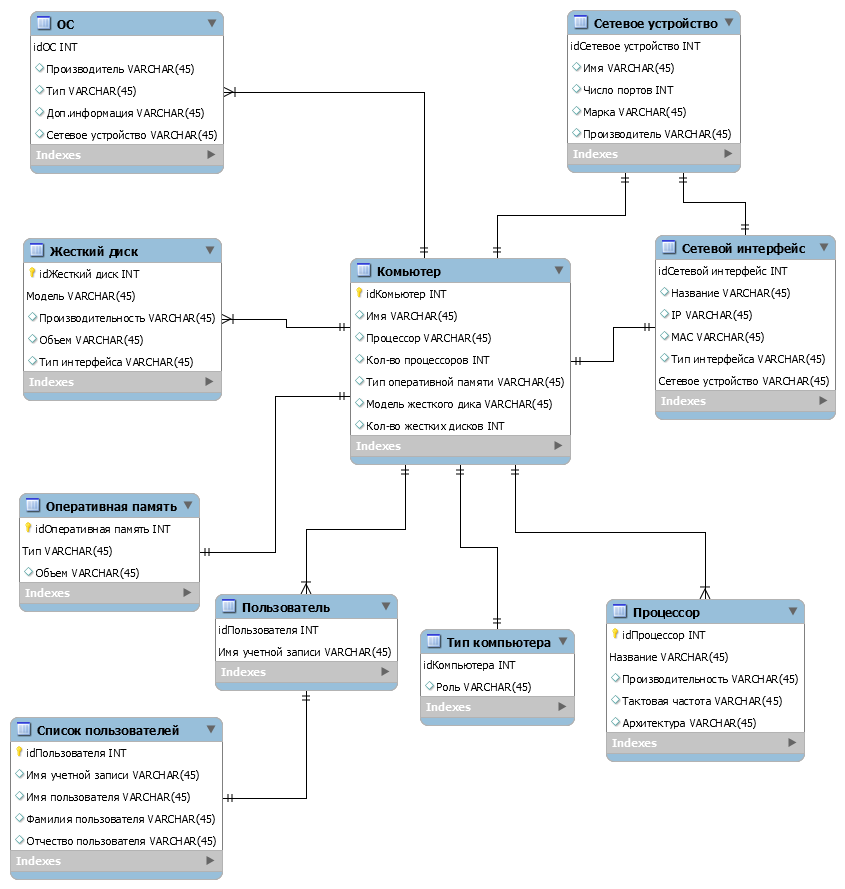 ОС
idОС INT
Производитель VARCHAR(45)
Тип VARCHAR(45)
Доп.информация VARCHAR(45)
Сетевое устройство VARCHAR(45)
Indexes
Сетевое устройство
idСетевое устройство INT
Имя VARCHAR(45)
Число портов INT
Марка VARCHAR(45)
Производитель VARCHAR(45)
Indexes
Жесткий диск
idЖесткий диск INT
Модель VARCHAR(45)
Производительность VARCHAR(45)
Объем VARCHAR(45)
Тип интерфейса VARCHAR(45)
Indexes
Комьютер
idКомьютер INT
Имя VARCHAR(45)
Процессор VARCHAR(45)
Кол-во процессоров INT
Тип оперативной памяти VARCHAR(45)
Модель жесткого дика VARCHAR(45)
Кол-во жестких дисков INT
Indexes
Сетевой интерфейс
idСетевой интерфейс INT
Название VARCHAR(45)
IP VARCHAR(45)
MAC VARCHAR(45)
Тип интерфейса VARCHAR(45)
Сетевое устройство VARCHAR(45)
Indexes
Оперативная память
idОперативная память INT
Тип VARCHAR(45)
Объем VARCHAR(45)
Indexes
Пользователь
idПользователя INT
Имя учетной записи VARCHAR(45)
Indexes
Тип компьютера
idКомпьютера INT
Роль VARCHAR(45)
Indexes
Процессор
idПроцессор INT
Название VARCHAR(45)
Производительность VARCHAR(45)
Тактовая частота VARCHAR(45)
Архитектура VARCHAR(45)
Indexes
Список пользователей
idПользователя INT
Имя учетной записи VARCHAR(45)
Имя пользователя VARCHAR(45)
Фамилия пользователя VARCHAR(45)
Отчество пользователя VARCHAR(45)
Indexes